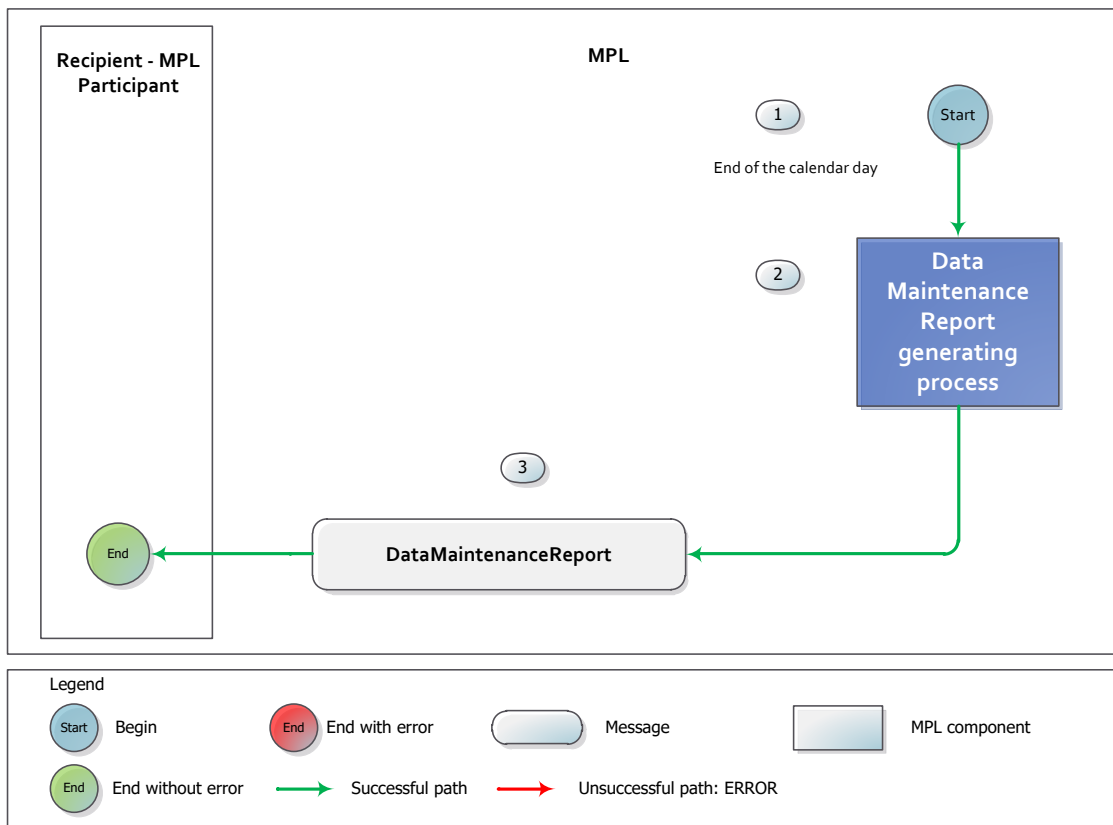 Recipient - MPL
Participant
MPL
1
Start
End of the calendar day
2
Data
Maintenance
Report
generating
process
3
End
DataMaintenanceReport
Legend
Start
Begin
End
End with error
Message
MPL component
End
End without error
Successful path
Unsuccessful path: ERROR